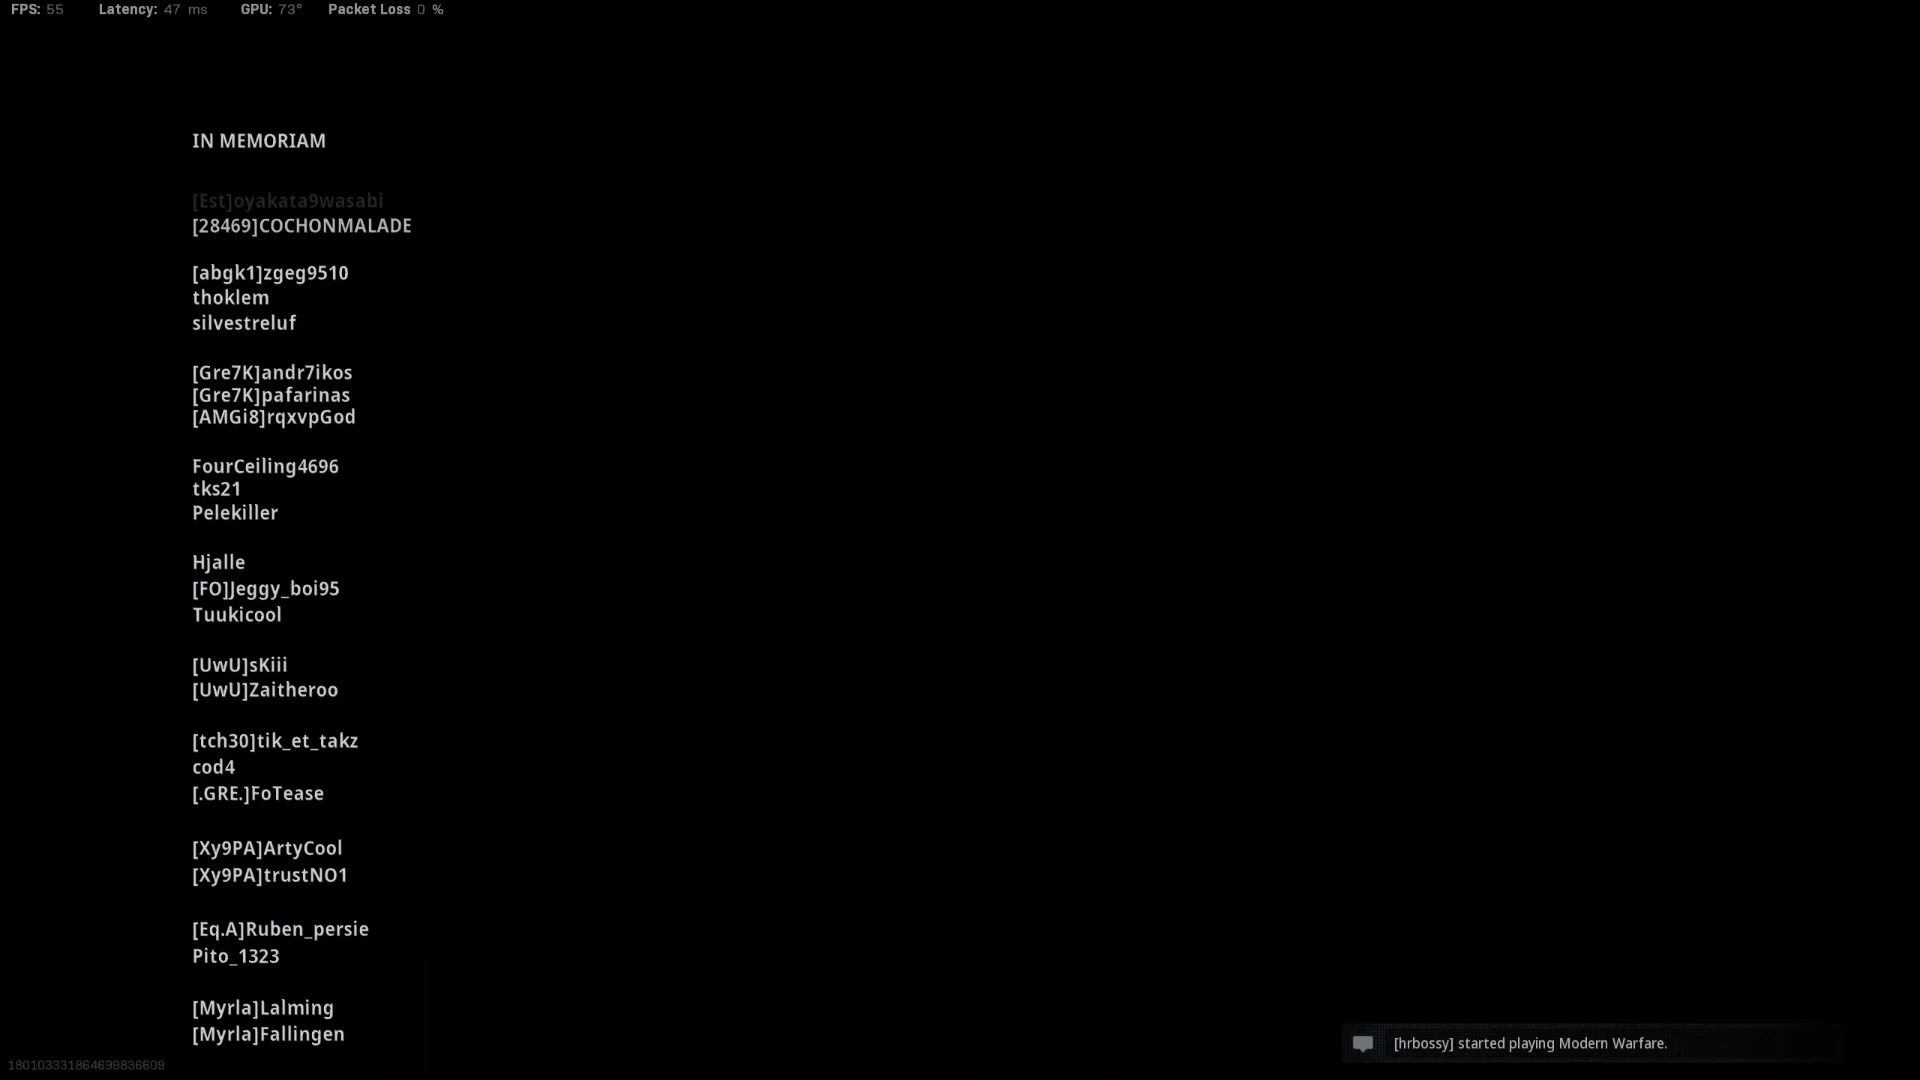 FPS: 55 Latency: 47 ms GPU: 73° Packet Loss 0 %
IN MEMORIAM
[Est]oyakata9wasabi
[28469]COCHONMALADE
[abgk1]zgeg9510
thoklem
silvestreluf
[Gre7K]andr7ikos
[Gre7K]pafarinas
[AMGi8]rqxvpGod
FourCeiling4696
tks21
Pelekiller
Hjalle
[FO]Jeggy_boi95
Tuukicool
[UwU]sKiii
[UwU]Zaitheroo
[tch30]tik_et_takz
cod4
[.GRE.]FoTease
[Xy9PA]ArtyCool
[Xy9PA]trustNO1
[Eq.A]Ruben_persie
Pito_1323
[Myrla]Lalming
[Myrla]Fallingen
[hrbossy] started playing Modern Warfare.
18010333186469983660​9